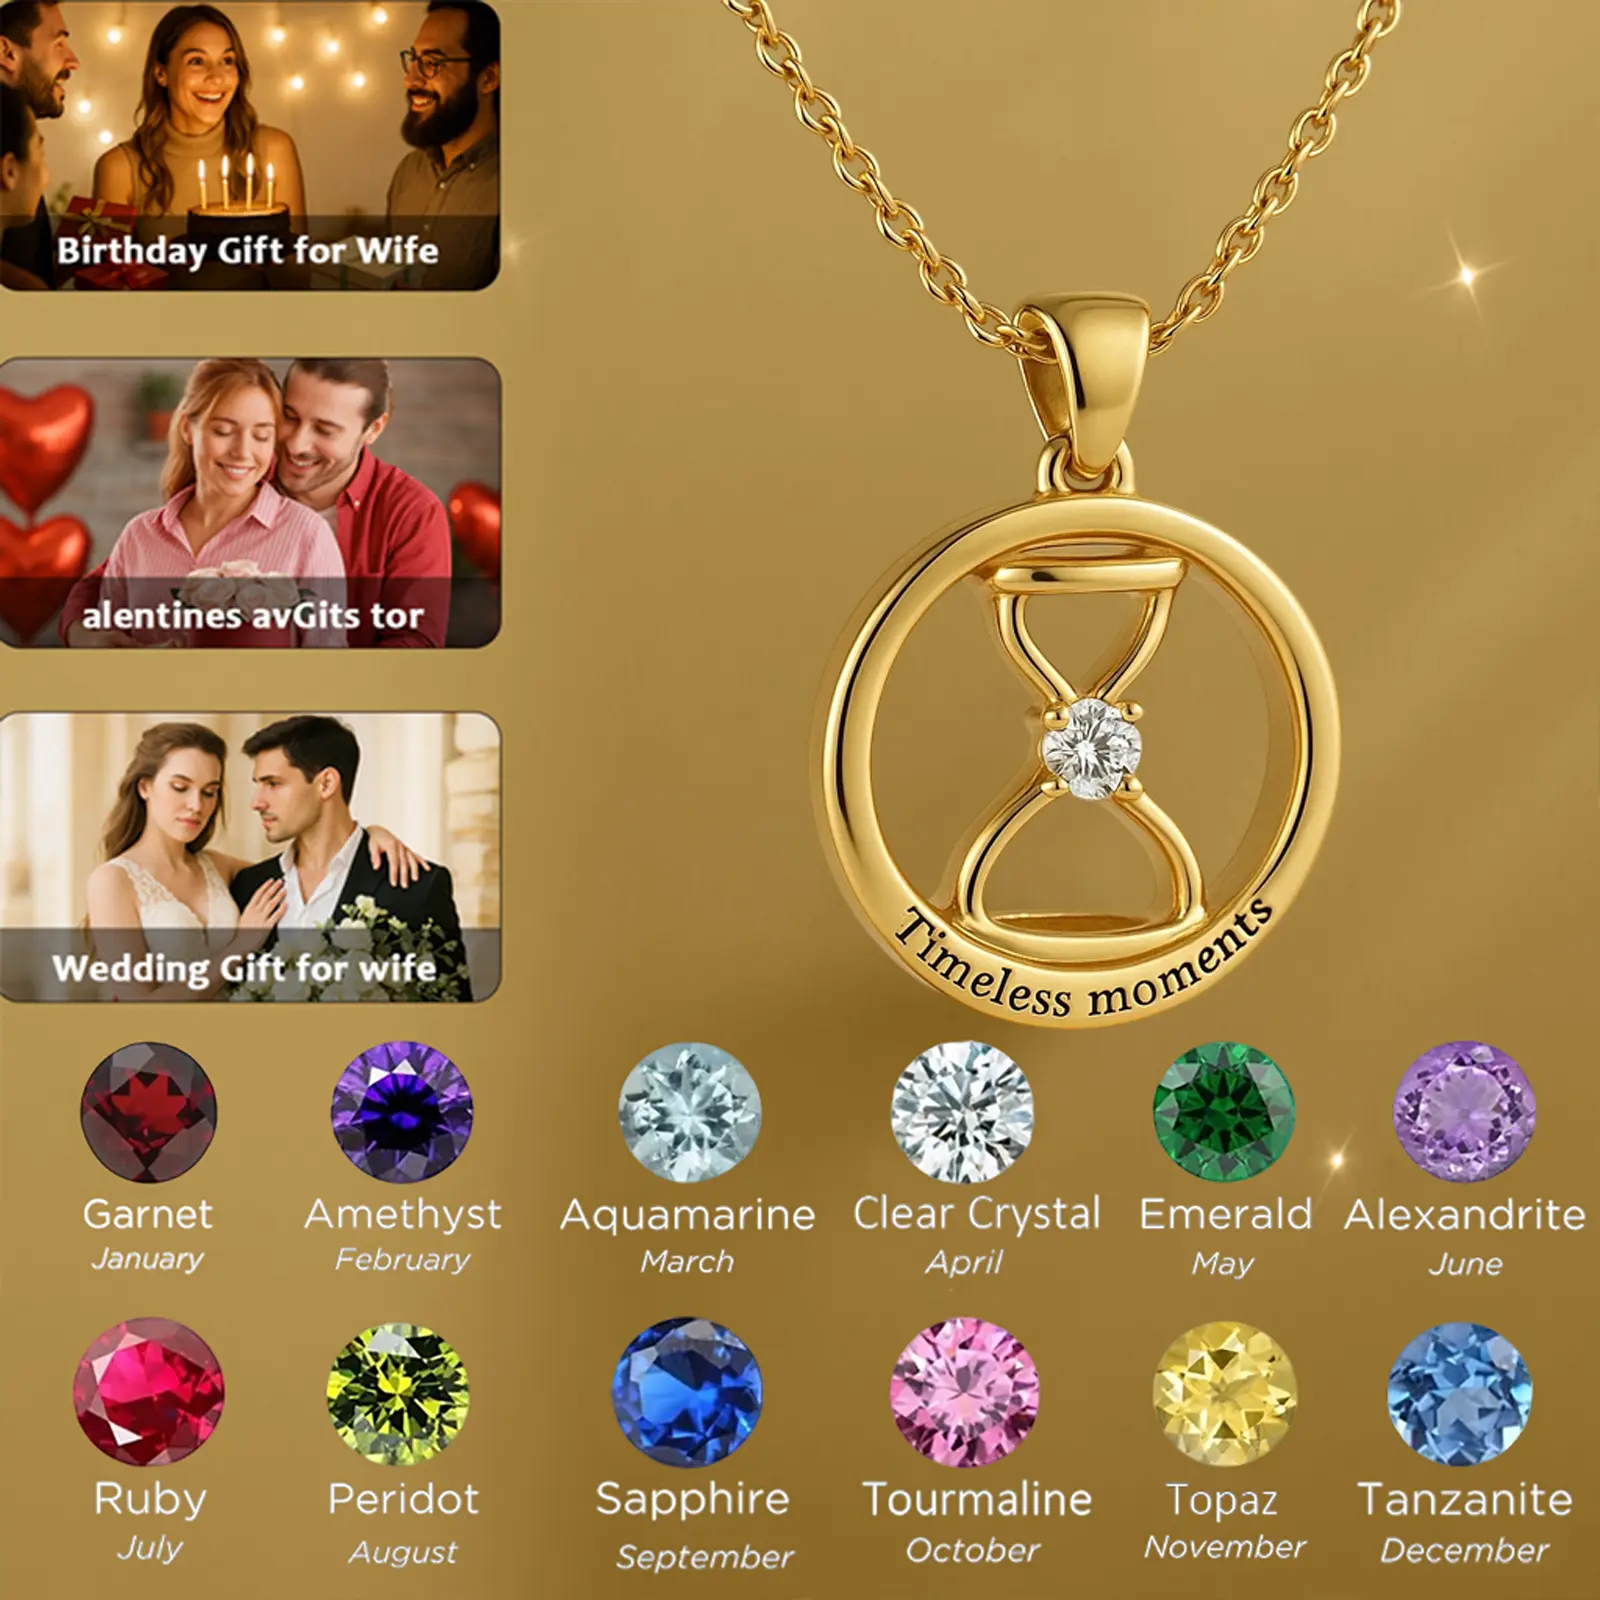 Birthday Gift for Wife
alentines avGits tor
Wedding Gift for wife
Timeless moments
Garnet
January
Amethyst
February
Aquamarine
March
Clear Crystal
April
Emerald
May
Alexandrite
June
Ruby
July
Peridot
August
Sapphire
September
Tourmaline
October
Topaz
November
Tanzanite
December